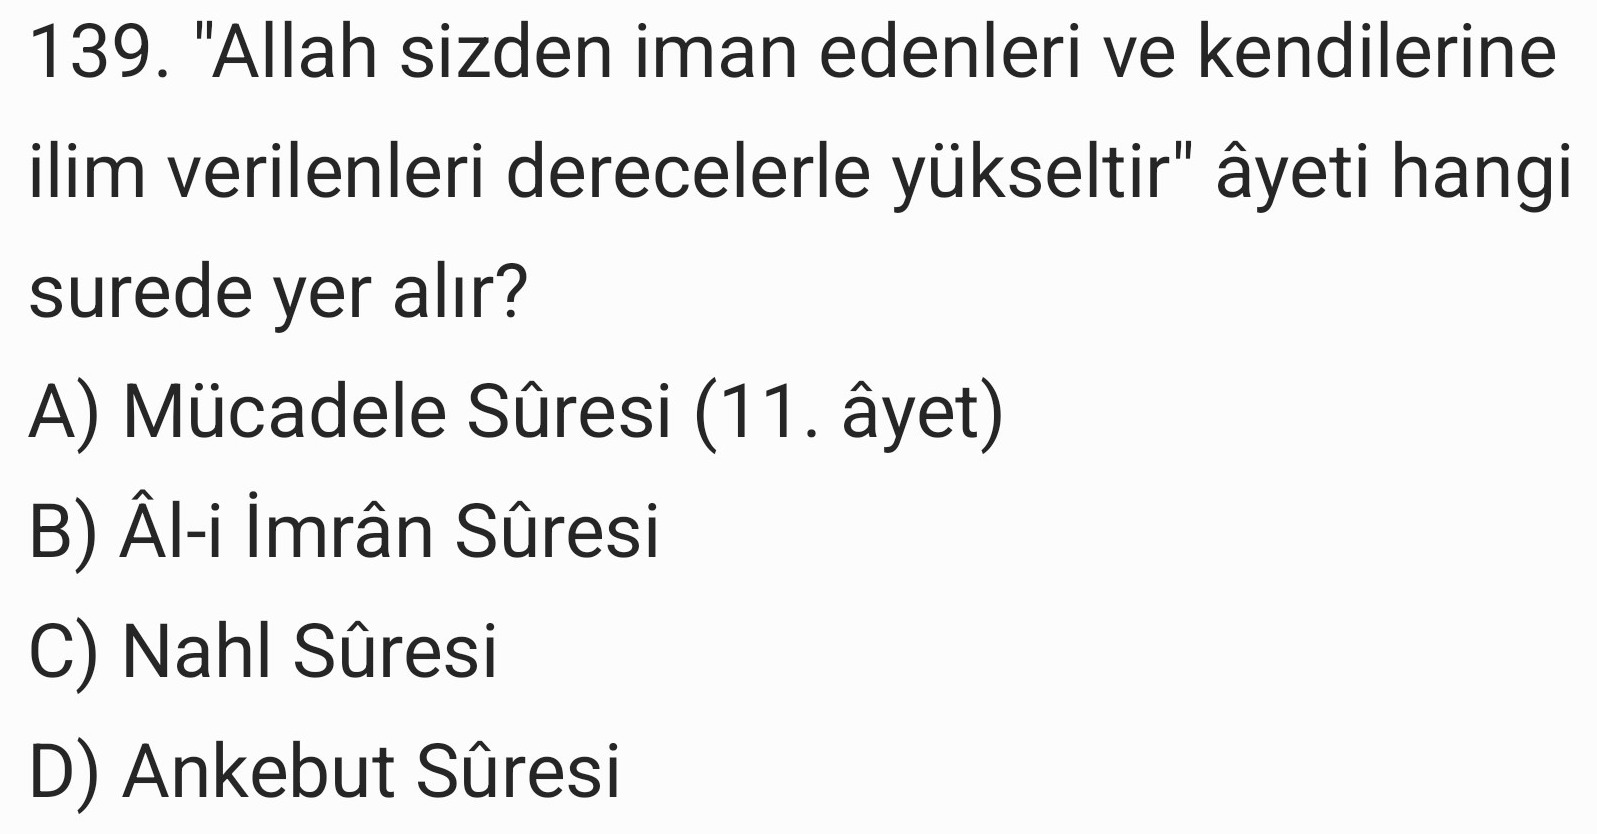 139. "Allah sizden iman edenleri ve kendilerine
ilim verilenleri derecelerle yükseltir" âyeti hangi
surede yer alır?
A) Mücadele Sûresi (11. âyet)
B) Âl-i İmrân Sûresi
C) Nahl Sûresi
D) Ankebut Sûresi